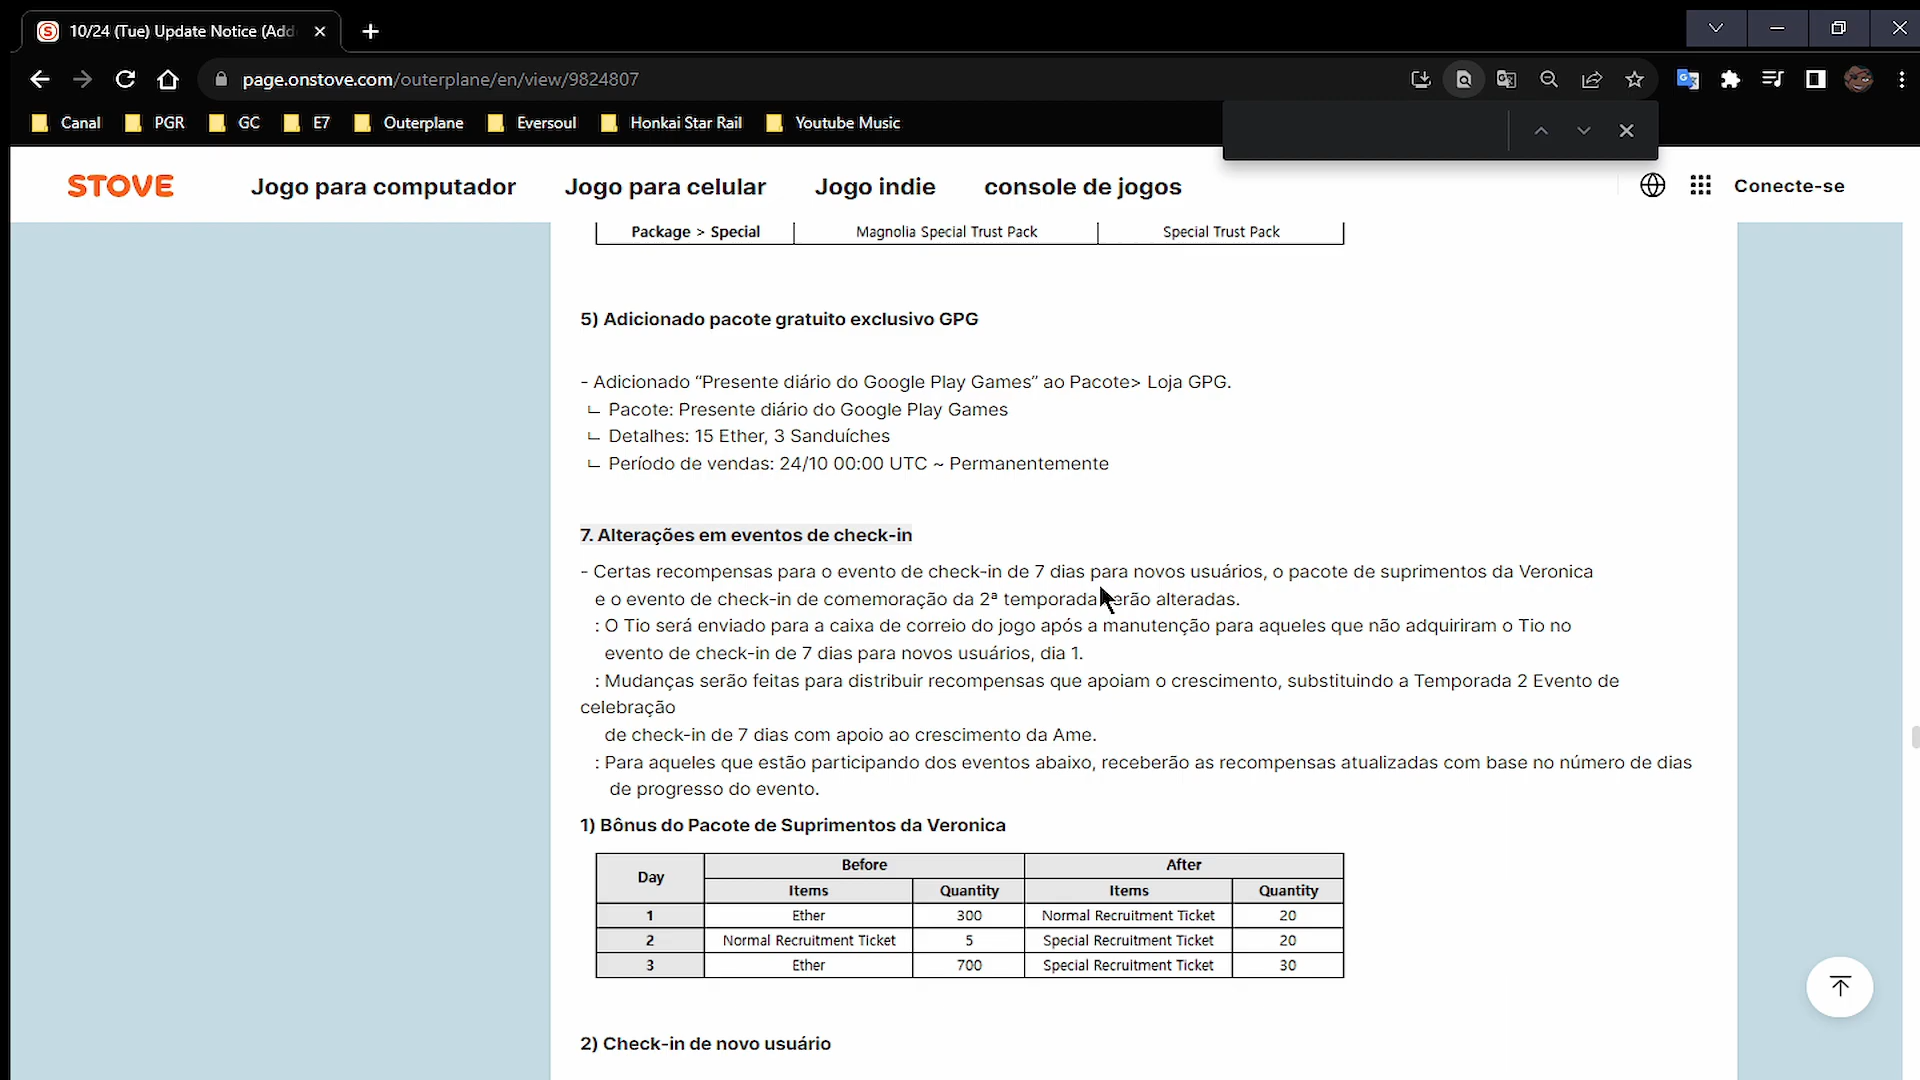 10/24 (Tue) Update Notice (Add
page.onstove.com/outerplane/en/view/9824807
Canal PGR GC E7 Outerplane Eversoul Honkai Star Rail Youtube Music
STOVE Jogo para computador Jogo para celular Jogo indie console de jogos Conecte-se
Package > Special Magnolia Special Trust Pack Special Trust Pack
5) Adicionado pacote gratuito exclusivo GPG
- Adicionado “Presente diário do Google Play Games” ao Pacote> Loja GPG.
ㄴ Pacote: Presente diário do Google Play Games
ㄴ Detalhes: 15 Ether, 3 Sanduíches
ㄴ Período de vendas: 24/10 00:00 UTC ~ Permanentemente
7. Alterações em eventos de check-in
- Certas recompensas para o evento de check-in de 7 dias para novos usuários, o pacote de suprimentos da Veronica
e o evento de check-in de comemoração da 2ª temporada serão alteradas.
: O Tio será enviado para a caixa de correio do jogo após a manutenção para aqueles que não adquiriram o Tio no
evento de check-in de 7 dias para novos usuários, dia 1.
: Mudanças serão feitas para distribuir recompensas que apoiam o crescimento, substituindo a Temporada 2 Evento de
celebração
de check-in de 7 dias com apoio ao crescimento da Ame.
: Para aqueles que estão participando dos eventos abaixo, receberão as recompensas atualizadas com base no número de dias
de progresso do evento.
1) Bônus do Pacote de Suprimentos da Veronica
Day Before After
Items Quantity Items Quantity
1 Ether 300 Normal Recruitment Ticket 20
2 Normal Recruitment Ticket 5 Special Recruitment Ticket 20
3 Ether 700 Special Recruitment Ticket 30
2) Check-in de novo usuário